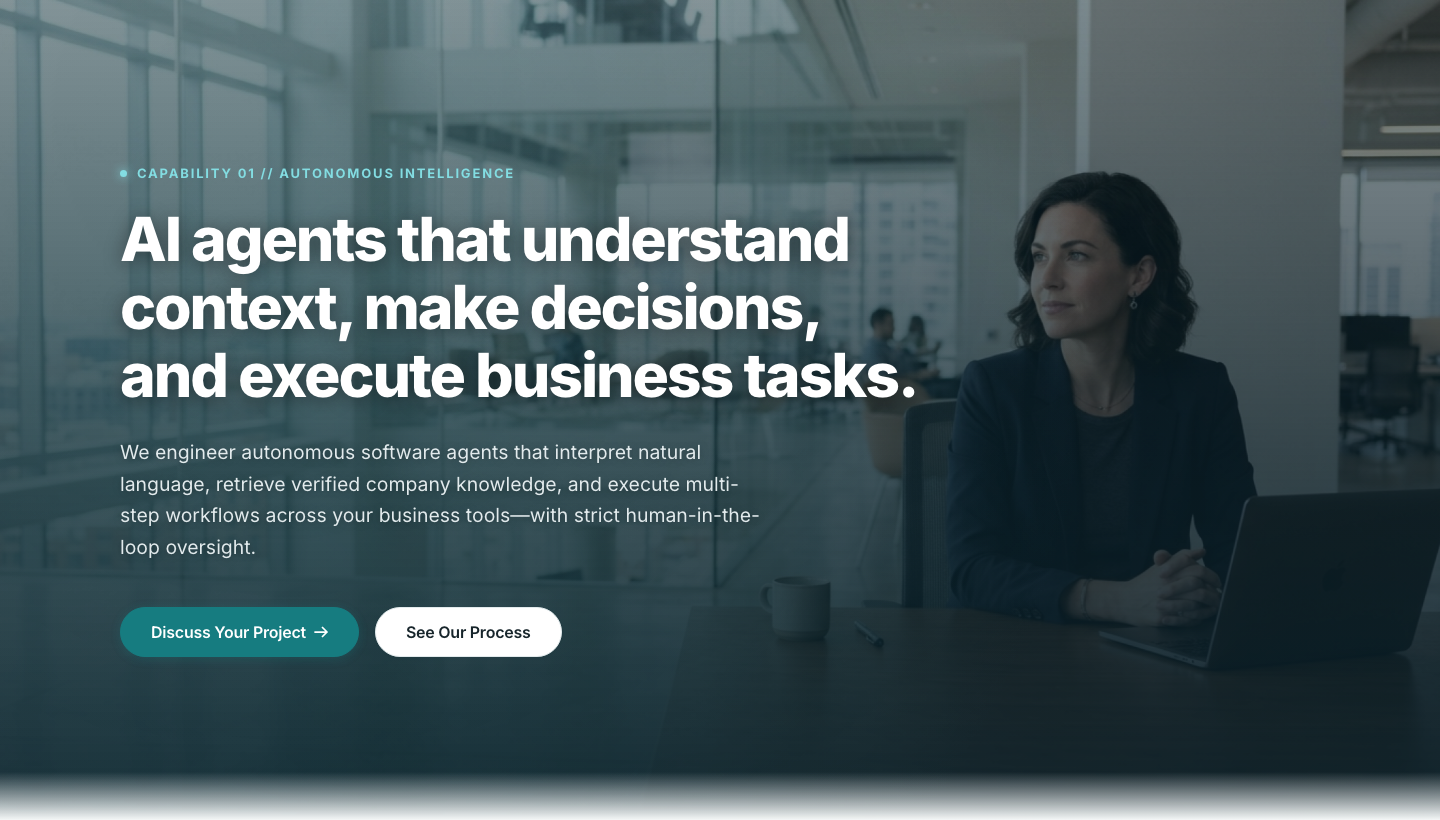 CAPABILITY 01 // AUTONOMOUS INTELLIGENCE
AI agents that understand
context, make decisions,
and execute business tasks.
We engineer autonomous software agents that interpret natural
language, retrieve verified company knowledge, and execute multi-
step workflows across your business tools—with strict human-in-the-
loop oversight.
Discuss Your Project →
See Our Process